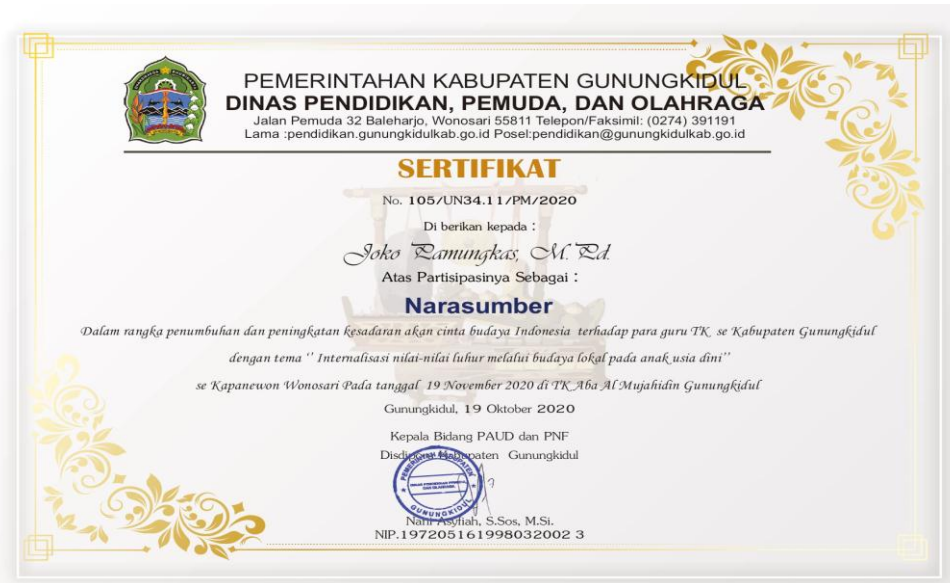 PEMERINTAHAN KABUPATEN GUNUNGKIDUL
DINAS PENDIDIKAN, PEMUDA, DAN OLAHRAGA
Jalan Pemuda 32 Baleharjo, Wonosari 55811 Telepon/Faksimil: (0274) 391191
Lama :pendidikan.gunungkidulkab.go.id Posel:pendidikan@gunungkidulkab.go.id
SERTIFIKAT
No. 105/UN34.11/PM/2020
Di berikan kepada :
Joko Pamungkas, M. Pd.
Atas Partisipasinya Sebagai :
Narasumber
Dalam rangka penumbuhan dan peningkatan kesadaran akan cinta budaya Indonesia terhadap para guru TK se Kabupaten Gunungkidul
dengan tema '' Internalisasi nilai-nilai luhur melalui budaya lokal pada anak usia dini''
se Kapanewon Wonosari Pada tanggal 19 November 2020 di TK Aba Al Mujahidin Gunungkidul
Gunungkidul, 19 Oktober 2020
Kepala Bidang PAUD dan PNF
Kabupaten Gunungkidul
PEMERINTAH KABUPATEN
GUNUNGKIDUL
Asyfiah, S.Sos, M.Si.
NIP.197205161998032002 3